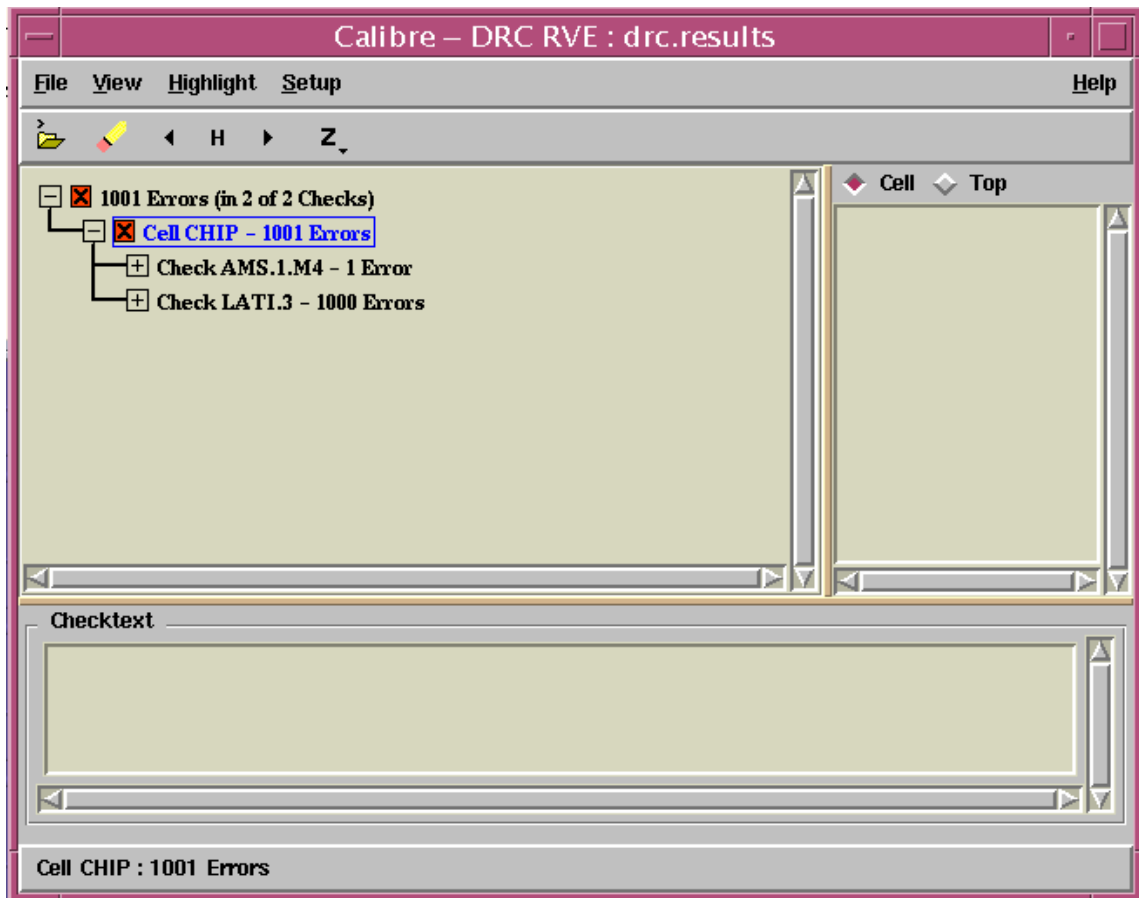 Calibre – DRC RVE : drc.results
File View Highlight Setup Help
H Z
1001 Errors (in 2 of 2 Checks)
Cell CHIP – 1001 Errors
Check AMS.1.M4 – 1 Error
Check LATI.3 – 1000 Errors
Cell Top
Checktext
Cell CHIP : 1001 Errors